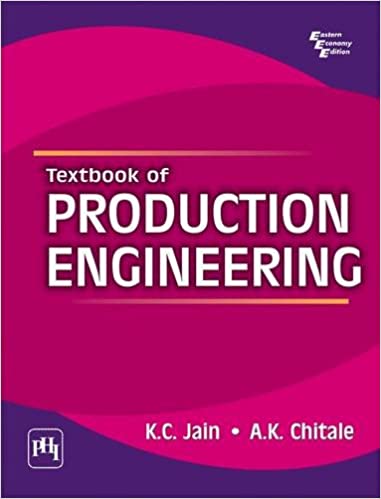 Eastern
Economy
Edition
Textbook of
PRODUCTION
ENGINEERING
K.C. Jain • A.K. Chitale
PHI